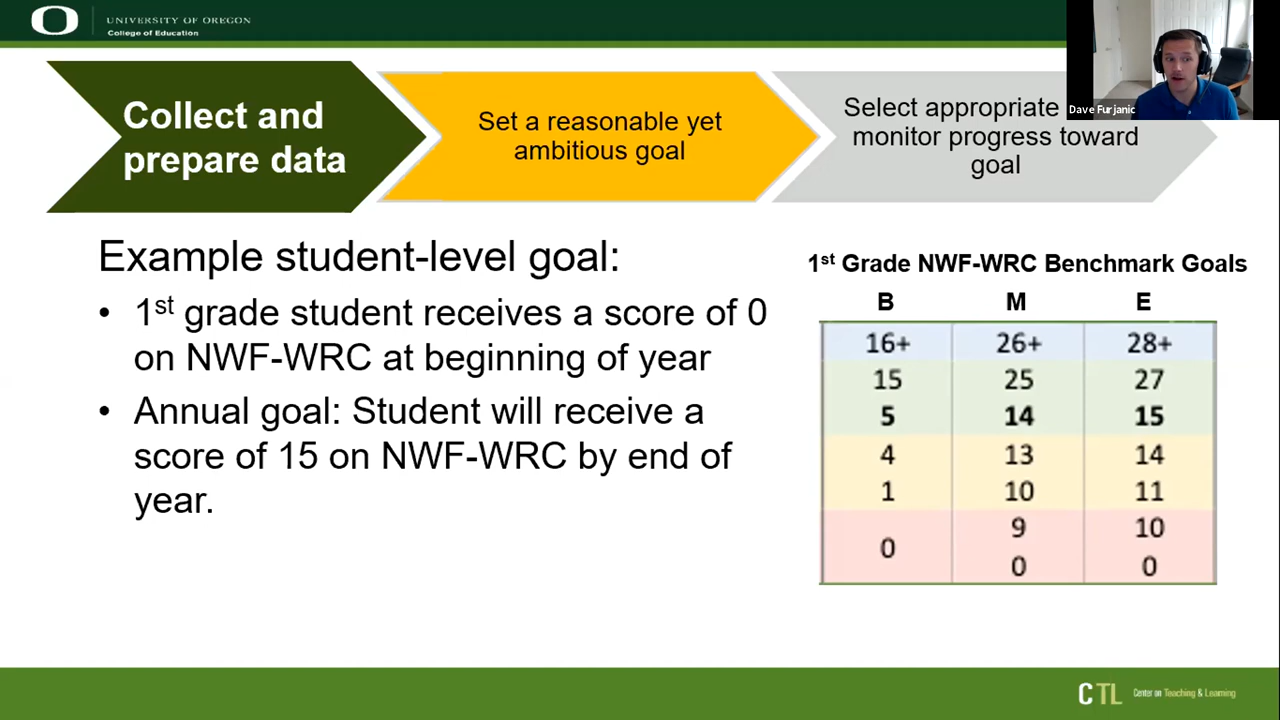 UNIVERSITY OF OREGON
College of Education
Collect and
prepare data
Set a reasonable yet
ambitious goal
Select appropriate
monitor progress toward
goal
Dave Furjanic
Example student-level goal:
• 1st grade student receives a score of 0
on NWF-WRC at beginning of year
• Annual goal: Student will receive a
score of 15 on NWF-WRC by end of
year.
1st Grade NWF-WRC Benchmark Goals
B M E
16+ 26+ 28+
15 25 27
5 14 15
4 13 14
1 10 11
9 10
0
0 0
CTL Center on Teaching & Learning